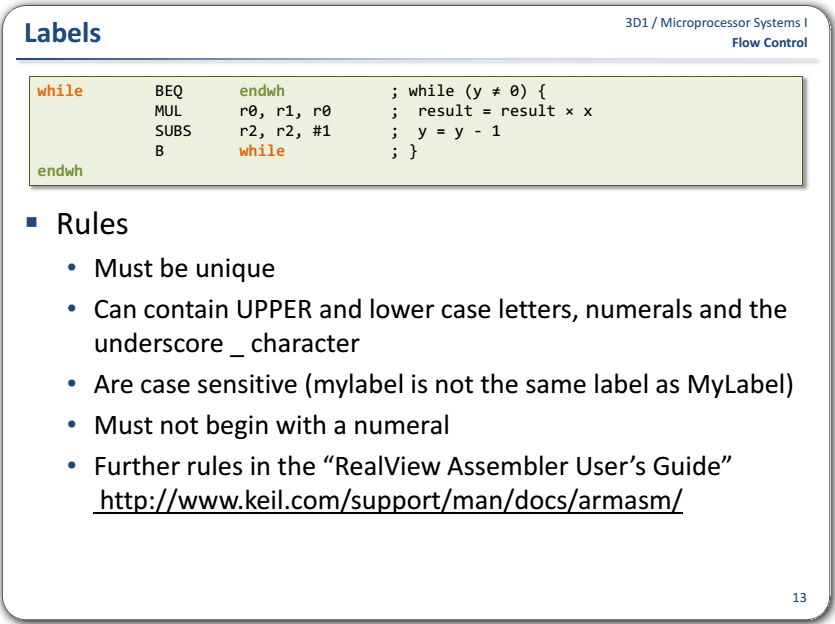 Labels
3D1 / Microprocessor Systems I
Flow Control
while BEQ endwh ; while (y ≠ 0) {
MUL r0, r1, r0 ; result = result × x
SUBS r2, r2, #1 ; y = y - 1
B while ; }
endwh
▪ Rules
• Must be unique
• Can contain UPPER and lower case letters, numerals and the
underscore _ character
• Are case sensitive (mylabel is not the same label as MyLabel)
• Must not begin with a numeral
• Further rules in the “RealView Assembler User’s Guide”
http://www.keil.com/support/man/docs/armasm/
13